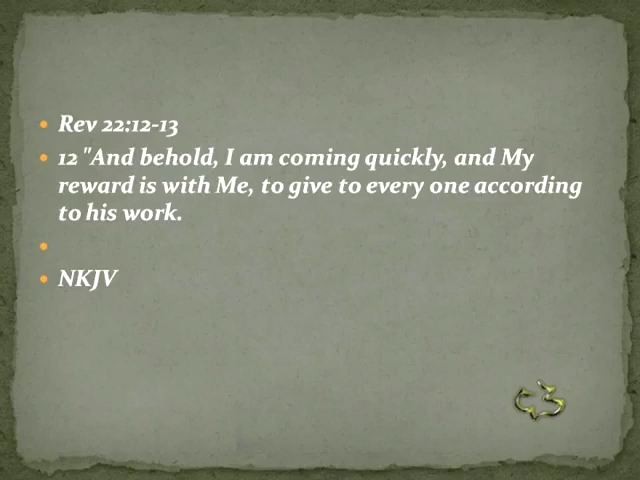 Rev 22:12-13
12 "And behold, I am coming quickly, and My
reward is with Me, to give to every one according
to his work.
NKJV